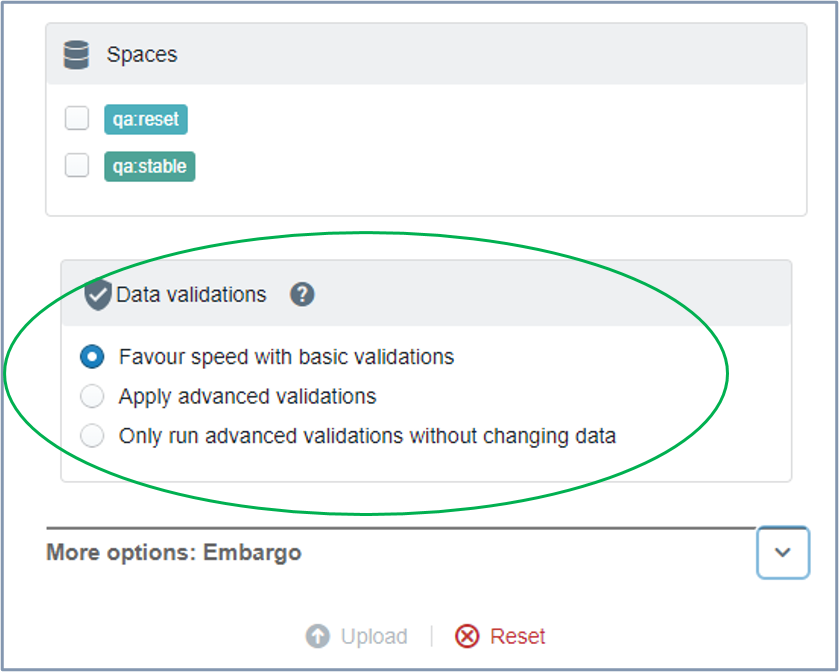 Spaces
qa:reset
qa:stable
Data validations ?
Favour speed with basic validations
Apply advanced validations
Only run advanced validations without changing data
More options: Embargo
Upload Reset